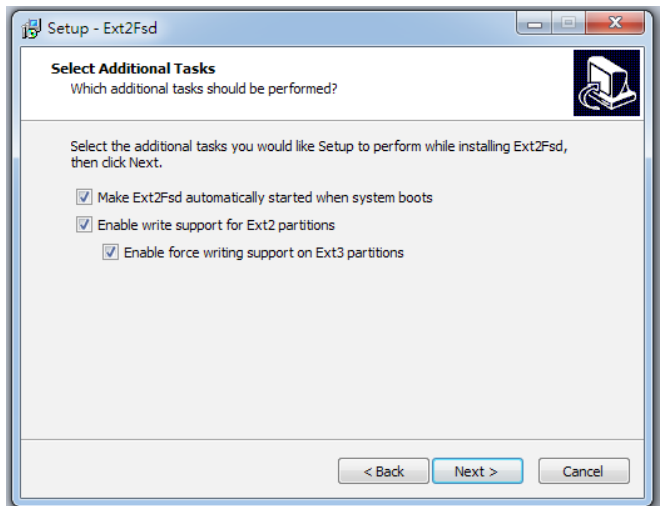 Setup - Ext2Fsd
Select Additional Tasks
Which additional tasks should be performed?
Select the additional tasks you would like Setup to perform while installing Ext2Fsd,
then click Next.
Make Ext2Fsd automatically started when system boots
Enable write support for Ext2 partitions
Enable force writing support on Ext3 partitions
< Back
Next >
Cancel